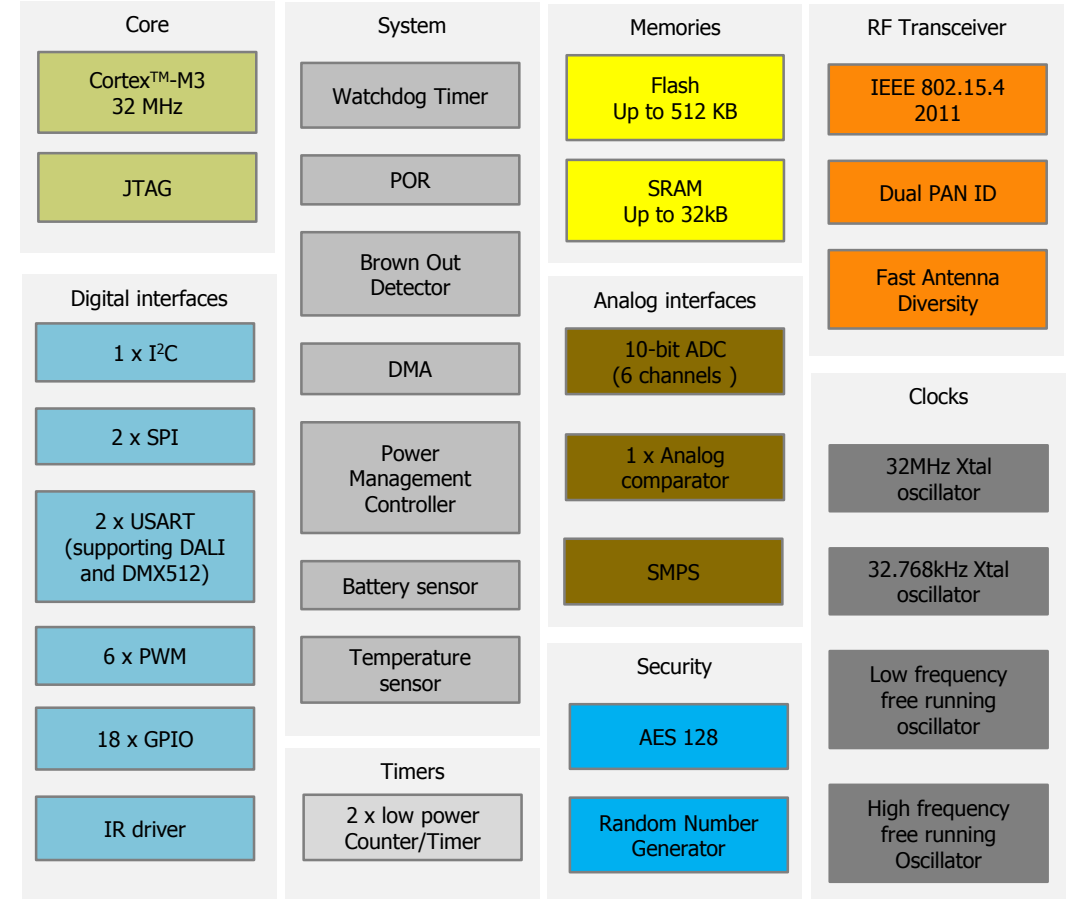 Core
Cortex™-M3
32 MHz
JTAG
Digital interfaces
1 x I²C
2 x SPI
2 x USART
(supporting DALI
and DMX512)
6 x PWM
18 x GPIO
IR driver
System
Watchdog Timer
POR
Brown Out
Detector
DMA
Power
Management
Controller
Battery sensor
Temperature
sensor
Timers
2 x low power
Counter/Timer
Memories
Flash
Up to 512 KB
SRAM
Up to 32kB
Analog interfaces
10-bit ADC
(6 channels )
1 x Analog
comparator
SMPS
Security
AES 128
Random Number
Generator
RF Transceiver
IEEE 802.15.4
2011
Dual PAN ID
Fast Antenna
Diversity
Clocks
32MHz Xtal
oscillator
32.768kHz Xtal
oscillator
Low frequency
free running
oscillator
High frequency
free running
Oscillator